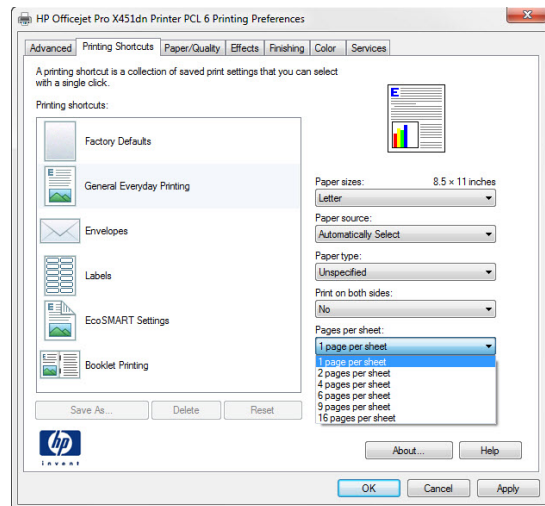 HP Officejet Pro X451dn Printer PCL 6 Printing Preferences
Advanced Printing Shortcuts Paper/Quality Effects Finishing Color Services
A printing shortcut is a collection of saved print settings that you can select
with a single click.
Printing shortcuts:
Factory Defaults
General Everyday Printing
Envelopes
Labels
EcoSMART Settings
Booklet Printing
Save As... Delete Reset
E
Paper sizes: 8.5 × 11 inches
Letter
Paper source:
Automatically Select
Paper type:
Unspecified
Print on both sides:
No
Pages per sheet:
1 page per sheet
1 page per sheet
2 pages per sheet
4 pages per sheet
6 pages per sheet
9 pages per sheet
16 pages per sheet
hp
invent
About... Help
OK Cancel Apply